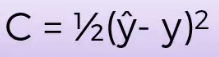 C = ½(ŷ- y)²